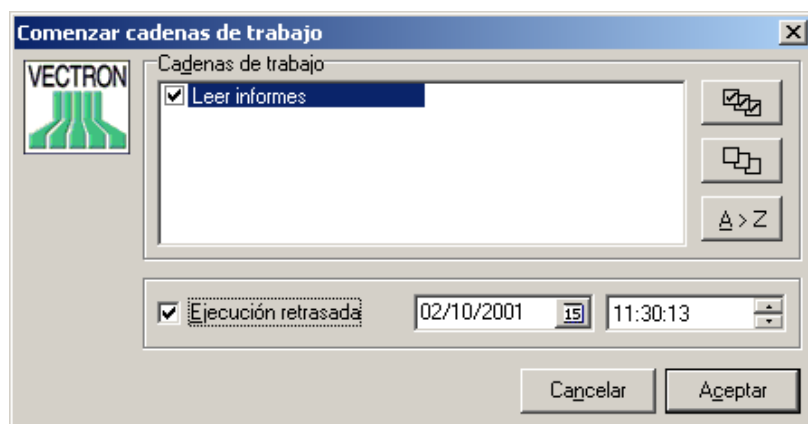 Comenzar cadenas de trabajo
VECTRON
Cadenas de trabajo
Leer informes
A > Z
Ejecución retrasada
02/10/2001
15
11:30:13
Cancelar
Aceptar